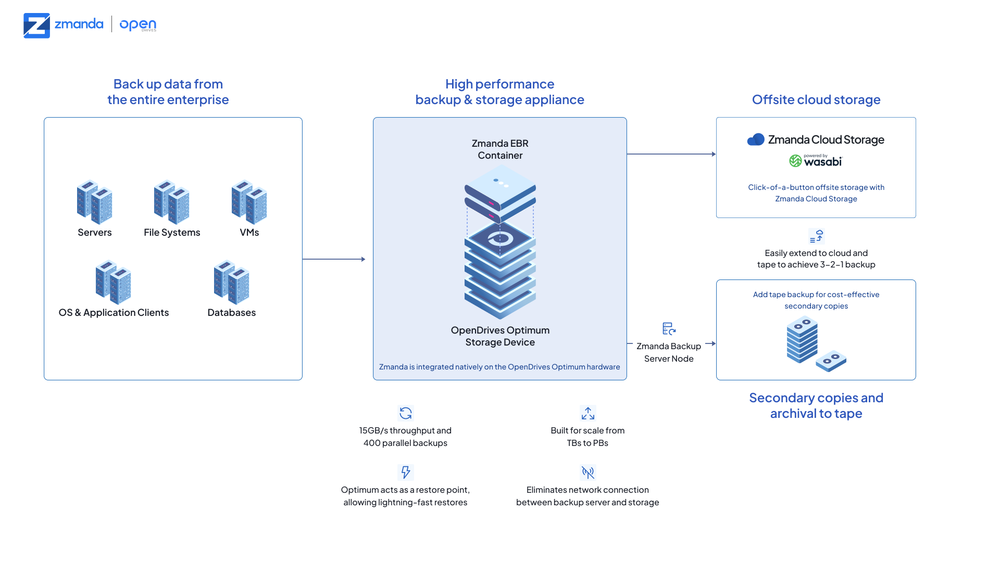 zmanda
open
DRIVES
Back up data from
the entire enterprise
Servers
File Systems
VMs
OS & Application Clients
Databases
High performance
backup & storage appliance
Zmanda EBR
Container
OpenDrives Optimum
Storage Device
Zmanda is integrated natively on the OpenDrives Optimum hardware
15GB/s throughput and
400 parallel backups
Built for scale from
TBs to PBs
Optimum acts as a restore point,
allowing lightning-fast restores
Eliminates network connection
between backup server and storage
Zmanda Backup
Server Node
Offsite cloud storage
Zmanda Cloud Storage
powered by
wasabi
Click-of-a-button offsite storage with
Zmanda Cloud Storage
Easily extend to cloud and
tape to achieve 3-2-1 backup
Add tape backup for cost-effective
secondary copies
Secondary copies and
archival to tape